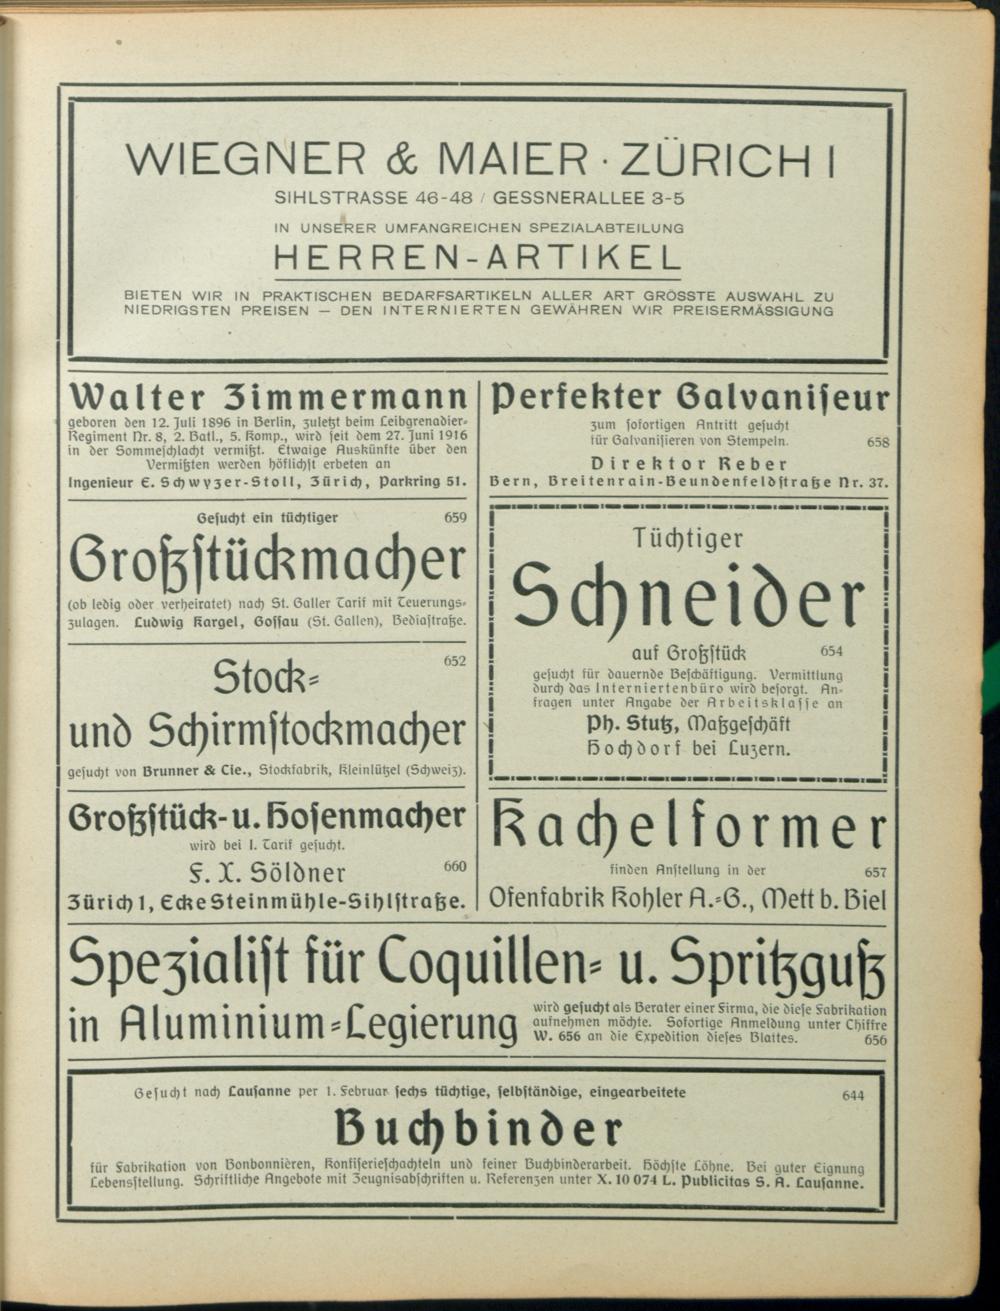 WIEGNER & MAIER · ZÜRICH I
SIHLSTRASSE 46-48 / GESSNERALLEE 3-5
IN UNSERER UMFANGREICHEN SPEZIALABTEILUNG
HERREN-ARTIKEL
BIETEN WIR IN PRAKTISCHEN BEDARFSARTIKELN ALLER ART GRÖSSTE AUSWAHL ZU
NIEDRIGSTEN PREISEN — DEN INTERNIERTEN GEWÄHREN WIR PREISERMÄSSIGUNG
Walter Zimmermann
geboren den 12. Juli 1896 in Berlin, zuletzt beim Leibgrenadier-
Regiment Nr. 8, 2. Batl., 5. Komp., wird seit dem 27. Juni 1916
in der Sommeschlacht vermißt. Etwaige Auskünfte über den
Vermißten werden höflichst erbeten an
Ingenieur E. Schwyzer-Stoll, Zürich, Parkring 51.
Gesucht ein tüchtiger 659
Großstückmacher
(ob ledig oder verheiratet) nach St. Galler Tarif mit Teuerungs-
zulagen. Ludwig Kargel, Gossau (St. Gallen), Bediastraße.
652
Stock-
und Schirmstockmacher
gesucht von Brunner & Cie., Stockfabrik, Kleinlützel (Schweiz).
Großstück- u. Hosenmacher
wird bei I. Tarif gesucht.
F. X. Söldner 660
Zürich 1, Ecke Steinmühle-Sihlstraße.
Perfekter Galvaniseur
zum sofortigen Antritt gesucht
für Galvanisieren von Stempeln. 658
Direktor Reber
Bern, Breitenrain-Beundenfeldstraße Nr. 37.
Tüchtiger
Schneider
auf Großstück 654
gesucht für dauernde Beschäftigung. Vermittlung
durch das Interniertenbüro wird besorgt. An-
fragen unter Angabe der Arbeitsklasse an
Ph. Stutz, Maßgeschäft
Hochdorf bei Luzern.
Kachelformer
finden Anstellung in der 657
Ofenfabrik Kohler A.-G., Mett b. Biel
Spezialist für Coquillen- u. Spritzguß
in Aluminium-Legierung
wird gesucht als Berater einer Firma, die diese Fabrikation
aufnehmen möchte. Sofortige Anmeldung unter Chiffre
W. 656 an die Expedition dieses Blattes. 656
Gesucht nach Lausanne per 1. Februar sechs tüchtige, selbständige, eingearbeitete 644
Buchbinder
für Fabrikation von Bonbonnièren, Konfiserieschachteln und feiner Buchbinderarbeit. Höchste Löhne. Bei guter Eignung
Lebensstellung. Schriftliche Angebote mit Zeugnisabschriften u. Referenzen unter X. 10 074 L. Publicitas S. A. Lausanne.